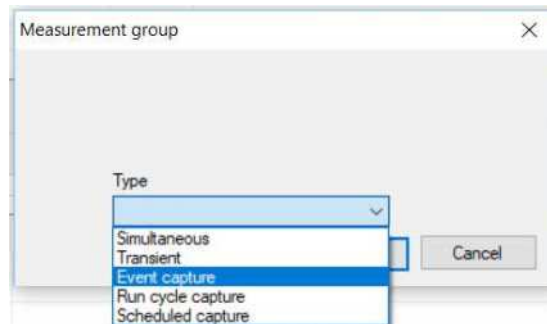 Measurement group
Type
Simultaneous
Transient
Event capture
Cancel
Run cycle capture
Scheduled capture